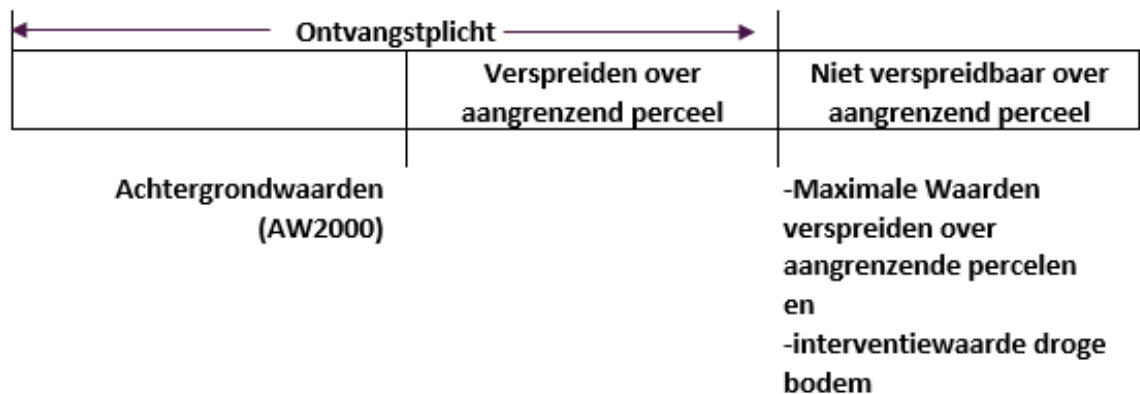 Ontvangstplicht
Verspreiden over
aangrenzend perceel
Niet verspreidbaar over
aangrenzend perceel
Achtergrondwaarden
(AW2000)
-Maximale Waarden
verspreiden over
aangrenzende percelen
en
-interventiewaarde droge
bodem